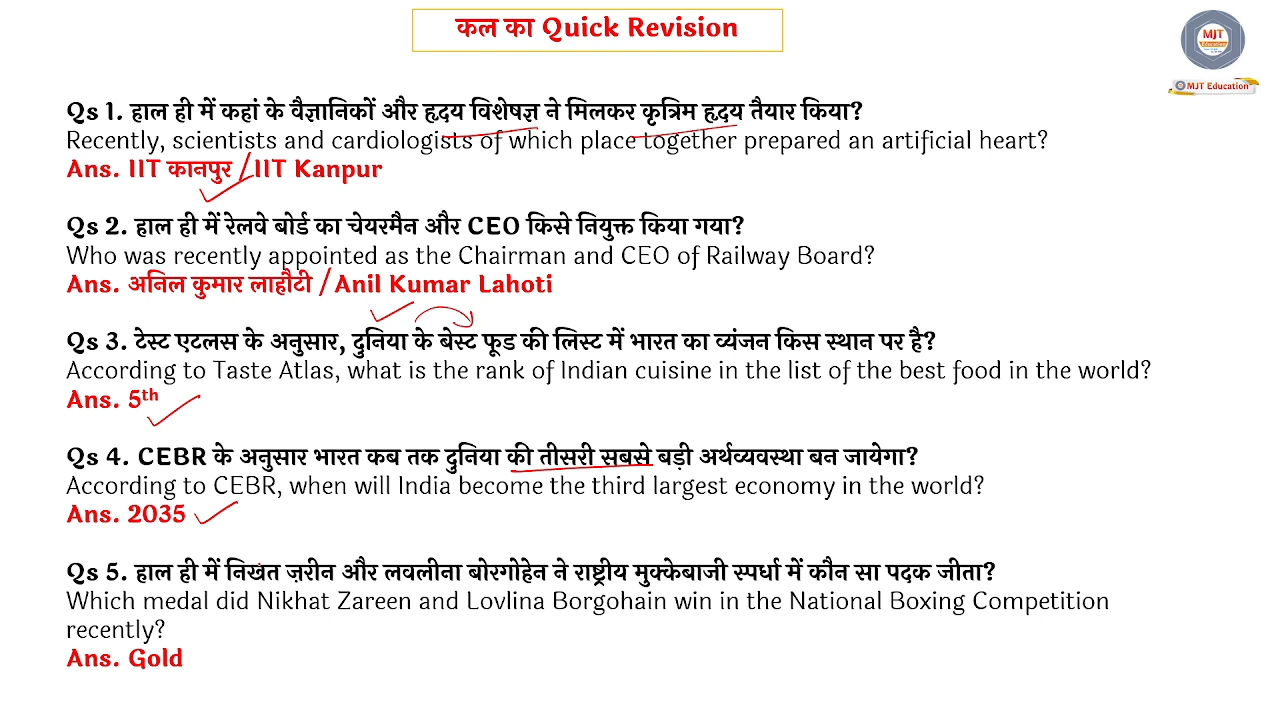 कल का Quick Revision
MJT
Education
MJT Education
Qs 1. हाल ही में कहां के वैज्ञानिकों और हृदय विशेषज्ञ ने मिलकर कृत्रिम हृदय तैयार किया?
Recently, scientists and cardiologists of which place together prepared an artificial heart?
Ans. IIT कानपुर /IIT Kanpur
Qs 2. हाल ही में रेलवे बोर्ड का चेयरमैन और CEO किसे नियुक्त किया गया?
Who was recently appointed as the Chairman and CEO of Railway Board?
Ans. अनिल कुमार लाहौटी /Anil Kumar Lahoti
Qs 3. टेस्ट एटलस के अनुसार, दुनिया के बेस्ट फूड की लिस्ट में भारत का व्यंजन किस स्थान पर है?
According to Taste Atlas, what is the rank of Indian cuisine in the list of the best food in the world?
Ans. 5th
Qs 4. CEBR के अनुसार भारत कब तक दुनिया की तीसरी सबसे बड़ी अर्थव्यवस्था बन जायेगा?
According to CEBR, when will India become the third largest economy in the world?
Ans. 2035
Qs 5. हाल ही में निखत ज़रीन और लवलीना बोरगोहेन ने राष्ट्रीय मुक्केबाजी स्पर्धा में कौन सा पदक जीता?
Which medal did Nikhat Zareen and Lovlina Borgohain win in the National Boxing Competition
recently?
Ans. Gold